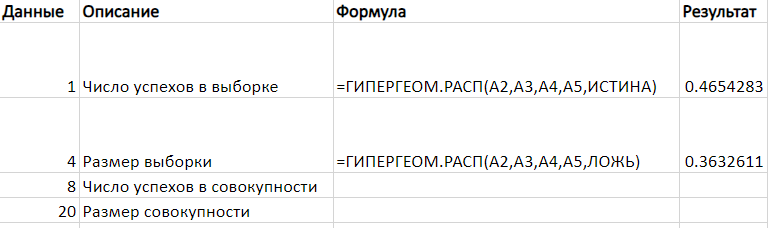 Данные Описание Формула Результат
1 Число успехов в выборке =ГИПЕРГЕОМ.РАСП(A2,A3,A4,A5,ИСТИНА) 0.4654283
4 Размер выборки =ГИПЕРГЕОМ.РАСП(A2,A3,A4,A5,ЛОЖЬ) 0.3632611
8 Число успехов в совокупности
20 Размер совокупности